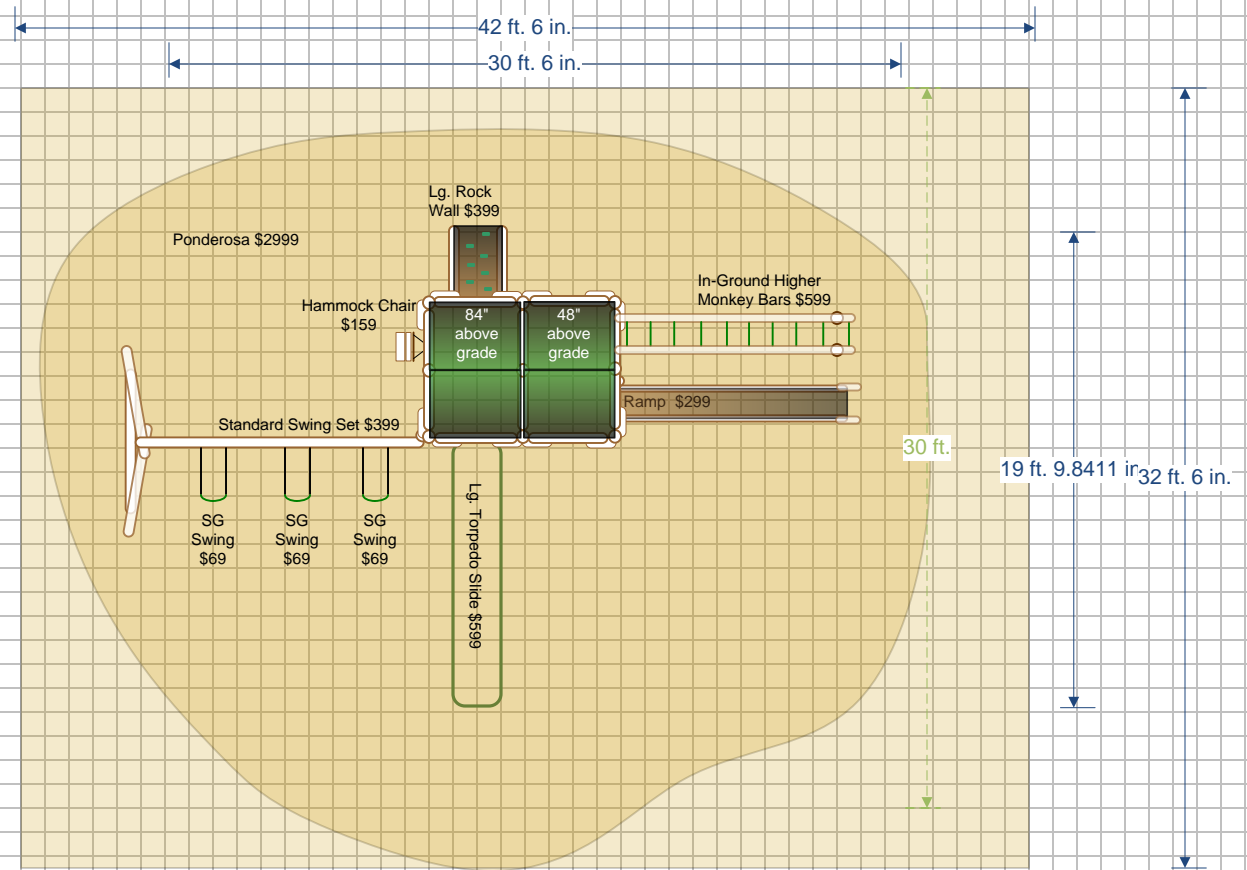 42 ft. 6 in.
30 ft. 6 in.
Lg. Rock
Wall $399
Ponderosa $2999
In-Ground Higher
Monkey Bars $599
Hammock Chair
$159
84"
above
grade
48"
above
grade
Ramp $299
Standard Swing Set $399
30 ft.
19 ft. 9.8411 in
32 ft. 6 in.
SG
Swing
$69
SG
Swing
$69
SG
Swing
$69
Lg. Torpedo Slide $599